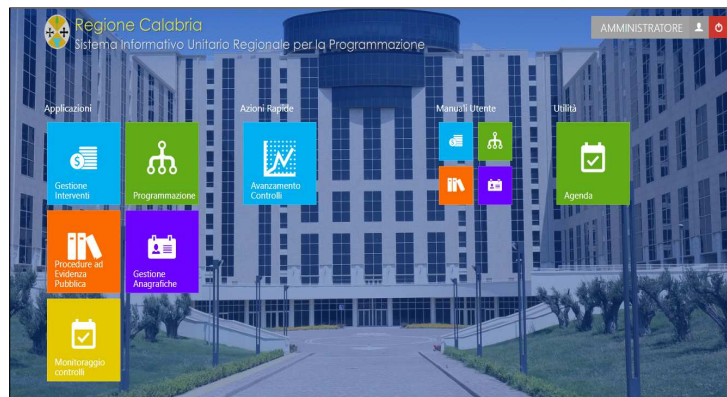 Regione Calabria
Sistema Informativo Unitario Regionale per la Programmazione
AMMINISTRATORE
Applicazioni
Azioni Rapide
Manuali Utente
Utilità
Gestione
Interventi
Programmazione
Avanzamento
Controlli
Agenda
Procedure ad
Evidenza
Pubblica
Gestione
Anagrafiche
Monitoraggio
controlli